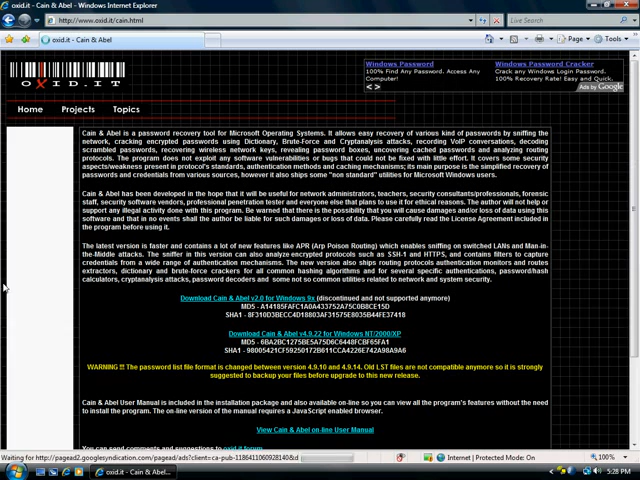 oxid.it - Cain & Abel - Windows Internet Explorer
http://www.oxid.it/cain.html
Live Search
oxid.it - Cain & Abel
Page
Tools
OXID.IT
Windows Password
100% Find Any Password. Access Any
Computer
Windows Password Cracker
Crack any Windows Login Password.
100% Recovery Rate! Easy and Quick.
Ads by Google
Home Projects Topics
Cain & Abel is a password recovery tool for Microsoft Operating Systems. It allows easy recovery of various kind of passwords by sniffing the
network, cracking encrypted passwords using Dictionary, Brute-Force and Cryptanalysis attacks, recording VoIP conversations, decoding
scrambled passwords, recovering wireless network keys, revealing password boxes, uncovering cached passwords and analyzing routing
protocols. The program does not exploit any software vulnerabilities or bugs that could not be fixed with little effort. It covers some security
aspects/weakness present in protocol's standards, authentication methods and caching mechanisms; its main purpose is the simplified recovery of
passwords and credentials from various sources, however it also ships some "non standard" utilities for Microsoft Windows users.
Cain & Abel has been developed in the hope that it will be useful for network administrators, teachers, security consultants/professionals, forensic
staff, security software vendors, professional penetration tester and everyone else that plans to use it for ethical reasons. The author will not help or
support any illegal activity done with this program. Be warned that there is the possibility that you will cause damages and/or loss of data using this
software and that in no events shall the author be liable for such damages or loss of data. Please carefully read the License Agreement included in
the program before using it.
The latest version is faster and contains a lot of new features like APR (Arp Poison Routing) which enables sniffing on switched LANs and Man-in-
the-Middle attacks. The sniffer in this version can also analyze encrypted protocols such as SSH-1 and HTTPS, and contains filters to capture
credentials from a wide range of authentication mechanisms. The new version also ships routing protocols authentication monitors and routes
extractors, dictionary and brute-force crackers for all common hashing algorithms and for several specific authentications, password/hash
calculators, cryptanalysis attacks, password decoders and some not so common utilities related to network and system security.
Download Cain & Abel v2.0 for Windows 9x (discontinued and not supported anymore)
MD5 - A14185FAFC1A0A433752A75C0B8CE15D
SHA1 - 8F310D3BECC4D18803AF31575E8035B44FE37418
Download Cain & Abel v4.9.22 for Windows NT/2000/XP
MD5 - 6BA2BC1275BE5A75D6C6448FCBF65FA1
SHA1 - 98005421CF59250172B611CCA4226E742A98A9A6
WARNING !!! The password list file format is changed between version 4.9.10 and 4.9.14. Old LST files are not compatible anymore so it is strongly
suggested to backup your files before upgrade to this new release.
Cain & Abel User Manual is included in the installation package and also available on-line so you can view all the program's features without the need
to install the program. The on-line version of the manual requires a JavaScript enabled browser.
View Cain & Abel on-line User Manual
You can send comments and suggestions to oxid.it forum
Waiting for http://pagead2.googlesyndication.com/pagead/ads?client=ca-pub-1186411060928140&d
Internet | Protected Mode: On
100%
oxid.it - Cain & Abel...
5:28 PM